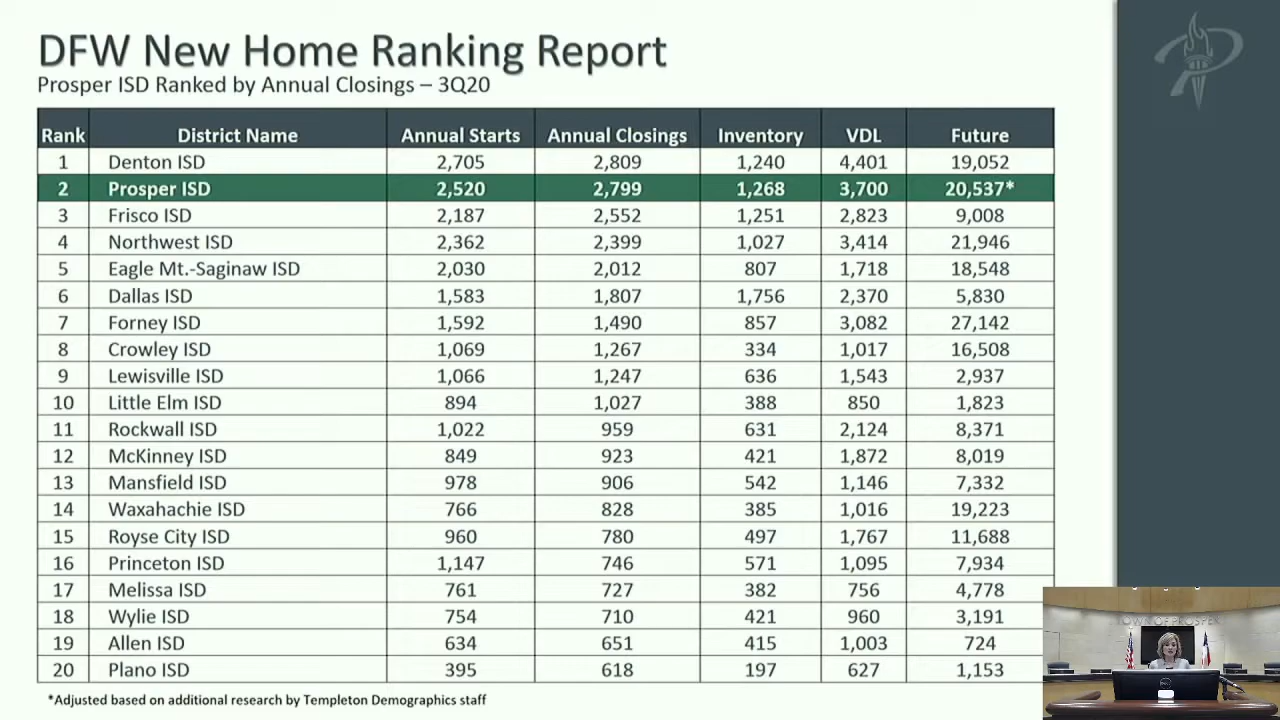 DFW New Home Ranking Report
Prosper ISD Ranked by Annual Closings – 3Q20
Rank District Name Annual Starts Annual Closings Inventory VDL Future
1 Denton ISD 2,705 2,809 1,240 4,401 19,052
2 Prosper ISD 2,520 2,799 1,268 3,700 20,537*
3 Frisco ISD 2,187 2,552 1,251 2,823 9,008
4 Northwest ISD 2,362 2,399 1,027 3,414 21,946
5 Eagle Mt.-Saginaw ISD 2,030 2,012 807 1,718 18,548
6 Dallas ISD 1,583 1,807 1,756 2,370 5,830
7 Forney ISD 1,592 1,490 857 3,082 27,142
8 Crowley ISD 1,069 1,267 334 1,017 16,508
9 Lewisville ISD 1,066 1,247 636 1,543 2,937
10 Little Elm ISD 894 1,027 388 850 1,823
11 Rockwall ISD 1,022 959 631 2,124 8,371
12 McKinney ISD 849 923 421 1,872 8,019
13 Mansfield ISD 978 906 542 1,146 7,332
14 Waxahachie ISD 766 828 385 1,016 19,223
15 Royse City ISD 960 780 497 1,767 11,688
16 Princeton ISD 1,147 746 571 1,095 7,934
17 Melissa ISD 761 727 382 756 4,778
18 Wylie ISD 754 710 421 960 3,191
19 Allen ISD 634 651 415 1,003 724
20 Plano ISD 395 618 197 627 1,153
*Adjusted based on additional research by Templeton Demographics staff
TOWN OF PROSPER